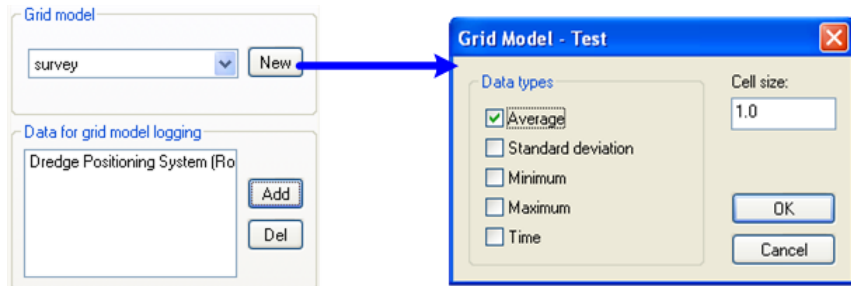 Grid model
survey
New
Data for grid model logging
Dredge Positioning System (Ro
Add
Del
Grid Model - Test
Data types
Average
Standard deviation
Minimum
Maximum
Time
Cell size:
1.0
OK
Cancel